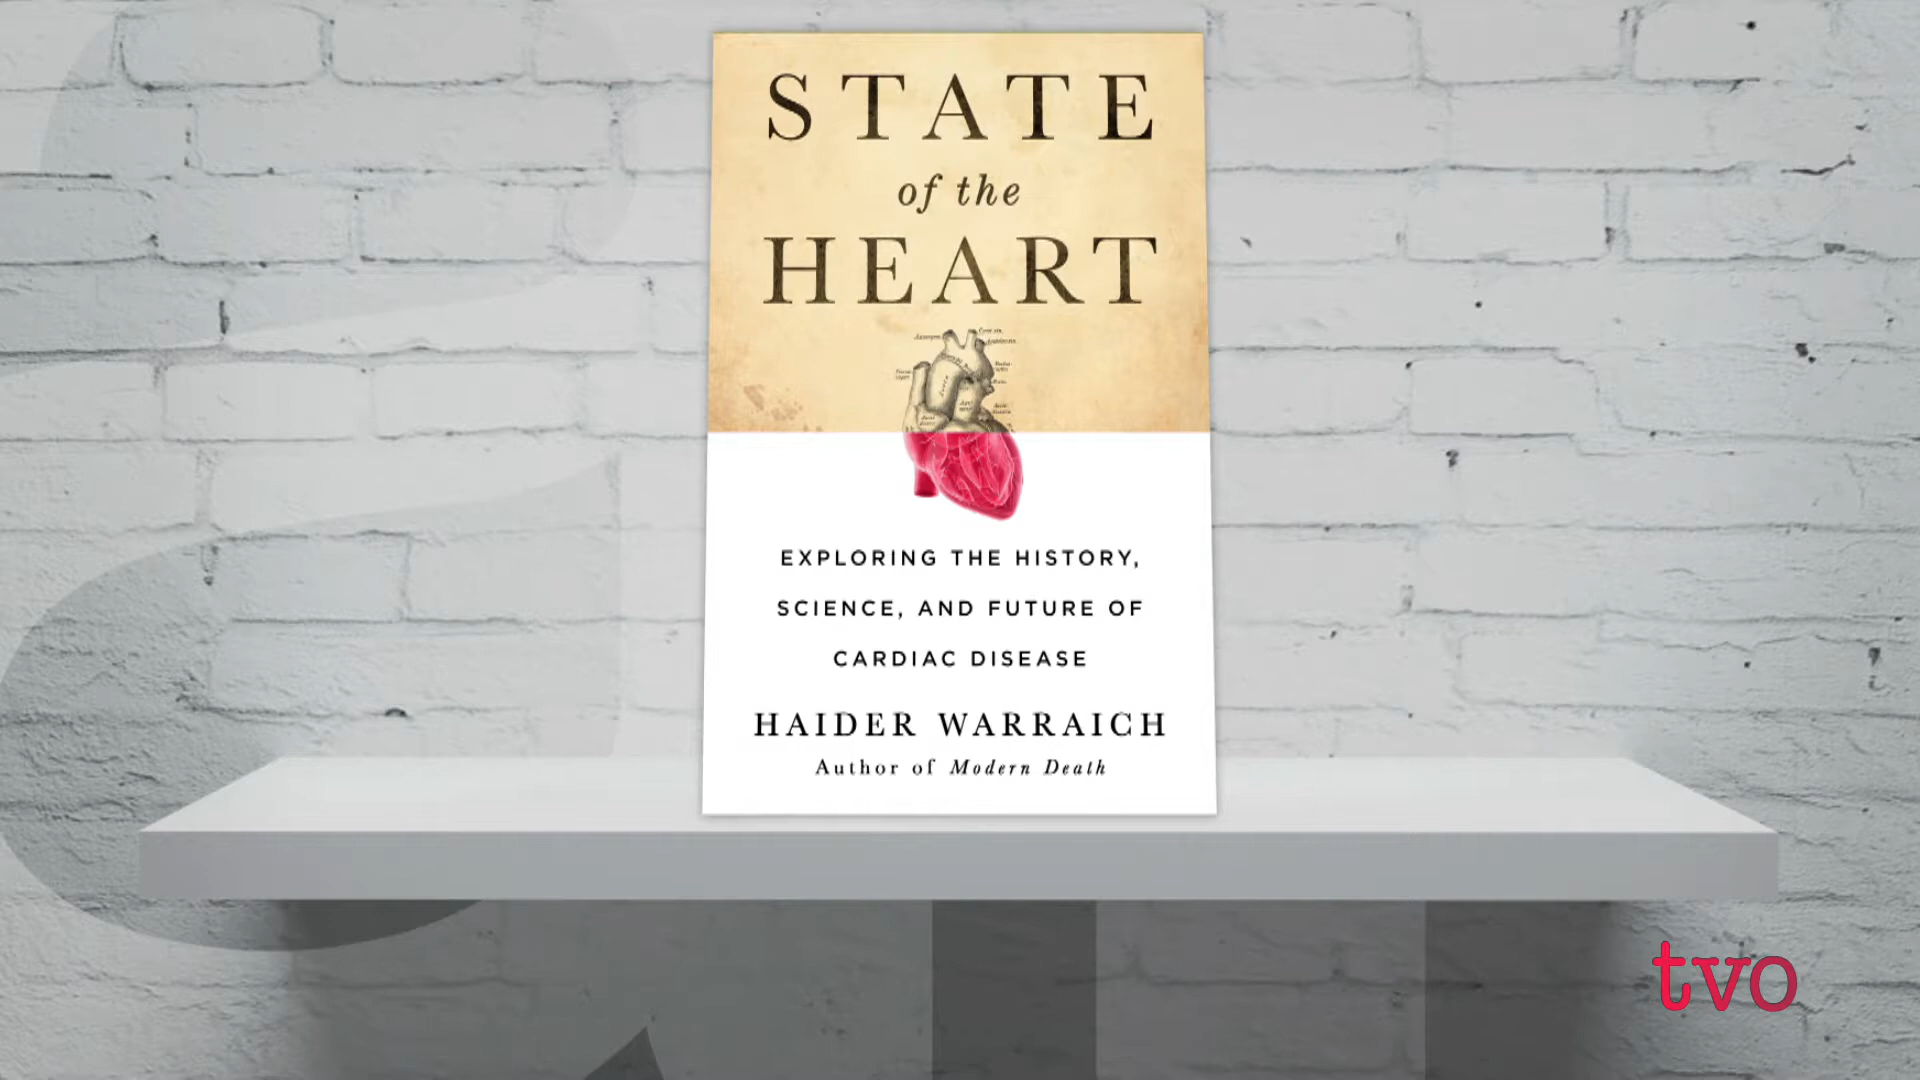 STATE
of the
HEART
EXPLORING THE HISTORY,
SCIENCE, AND FUTURE OF
CARDIAC DISEASE
HAIDER WARRAICH
Author of Modern Death
tvo